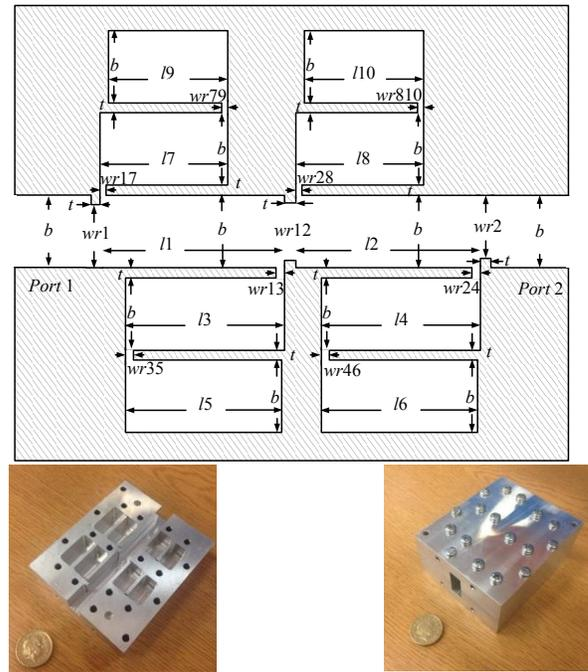 b l9 b l10
t wr79 t wr810
l7 b l8 b
wr17 t wr28 t
t t
b wr1 b wr12 b wr2 b
l1 l2
t t t
Port 1 wr13 wr24 Port 2
b l3 b l4
t t
wr35 wr46
l5 b l6 b